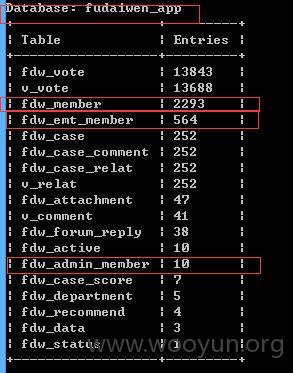 Database: fudaiwen_app
+------------------+---------+
| Table            | Entries |
+------------------+---------+
| fdw_vote         | 13843   |
| v_vote           | 13688   |
| fdw_member       | 2293    |
| fdw_emt_member   | 564     |
| fdw_case         | 252     |
| fdw_case_comment | 252     |
| fdw_case_relat   | 252     |
| v_relat          | 252     |
| fdw_attachment   | 47      |
| v_comment        | 41      |
| fdw_forum_reply  | 38      |
| fdw_active       | 10      |
| fdw_admin_member | 10      |
| fdw_case_score   | 7       |
| fdw_department   | 5       |
| fdw_recommend    | 4       |
| fdw_data         | 3       |
| fdw_status       | 1       |
+------------------+---------+
www.wooyun.org